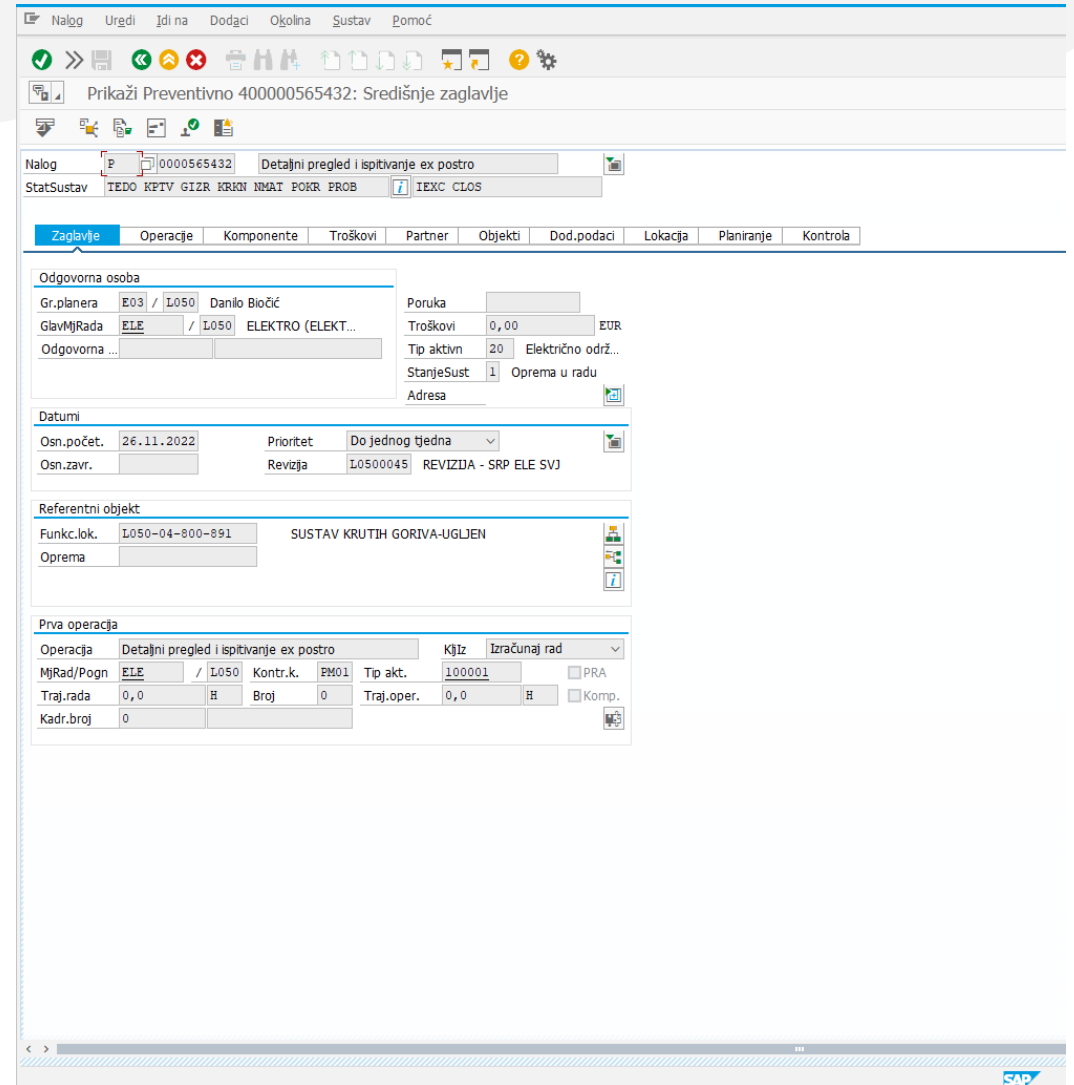 Nalog Uredi Idi na Dodaci Okolina Sustav Pomoć
Prikaži Preventivno 400000565432: Središnje zaglavlje
Nalog P 0000565432 Detaljni pregled i ispitivanje ex postro
StatSustav TEDO KPTV GIZR KRKN NMAT POKR PROB i IEXC CLOS
Zaglavlje Operacije Komponente Troškovi Partner Objekti Dod.podaci Lokacija Planiranje Kontrola
Odgovorna osoba
Gr.planera E03 / L050 Danilo Biočić Poruka
GlavMjRada ELE / L050 ELEKTRO (ELEKT... Troškovi 0,00 EUR
Odgovorna ... Tip aktivn 20 Električno održ...
StanjeSust 1 Oprema u radu
Adresa
Datumi
Osn.počet. 26.11.2022 Prioritet Do jednog tjedna
Osn.zavr. Revizija L0500045 REVIZIJA - SRP ELE SVJ
Referentni objekt
Funkc.lok. L050-04-800-891 SUSTAV KRUTIH GORIVA-UGLJEN
Oprema
i
Prva operacija
Operacija Detaljni pregled i ispitivanje ex postro KljIz Izračunaj rad
MjRad/Pogn ELE / L050 Kontr.k. PM01 Tip akt. 100001 PRA
Traj.rada 0,0 H Broj 0 Traj.oper. 0,0 H Komp.
Kadr.broj 0
SAP